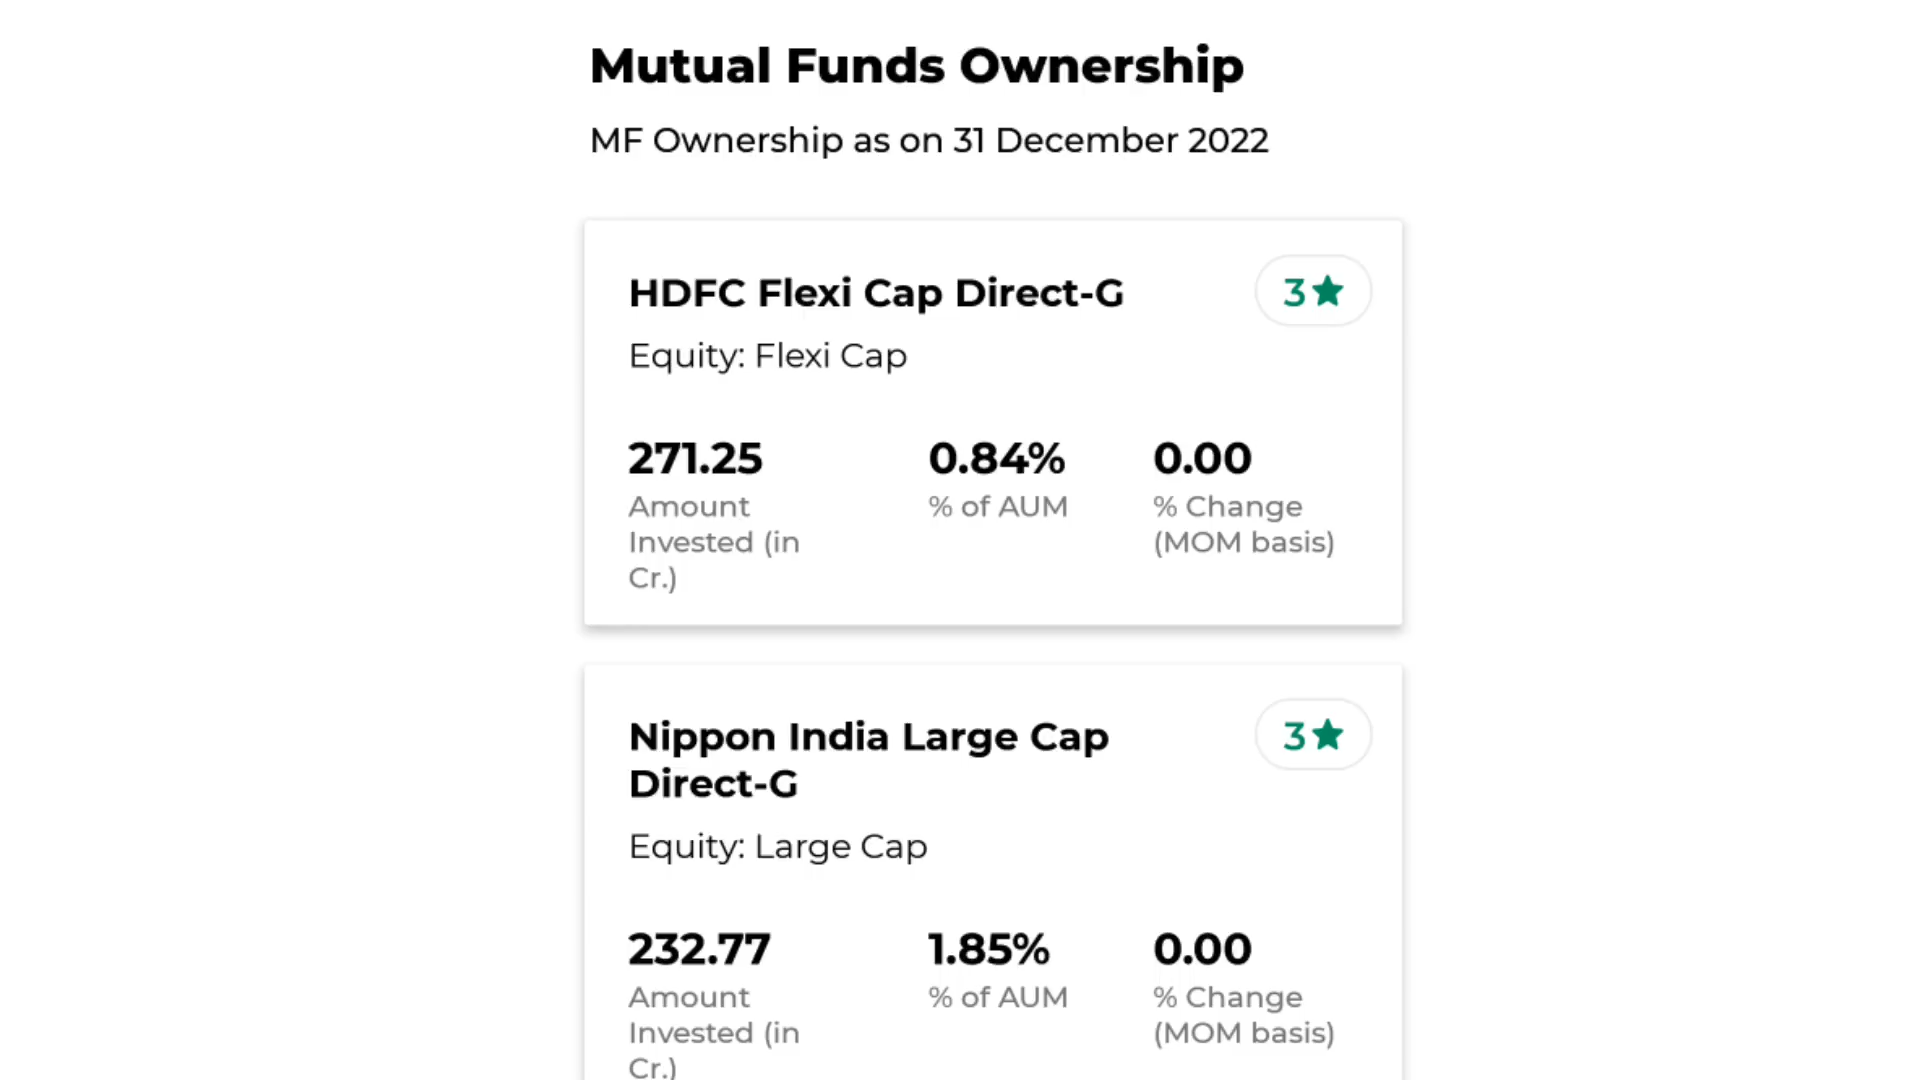 Mutual Funds Ownership
MF Ownership as on 31 December 2022
HDFC Flexi Cap Direct-G
3★
Equity: Flexi Cap
271.25 0.84% 0.00
Amount % of AUM % Change
Invested (in (MOM basis)
Cr.)
Nippon India Large Cap
3★
Direct-G
Equity: Large Cap
232.77 1.85% 0.00
Amount % of AUM % Change
Invested (in (MOM basis)
Cr.)